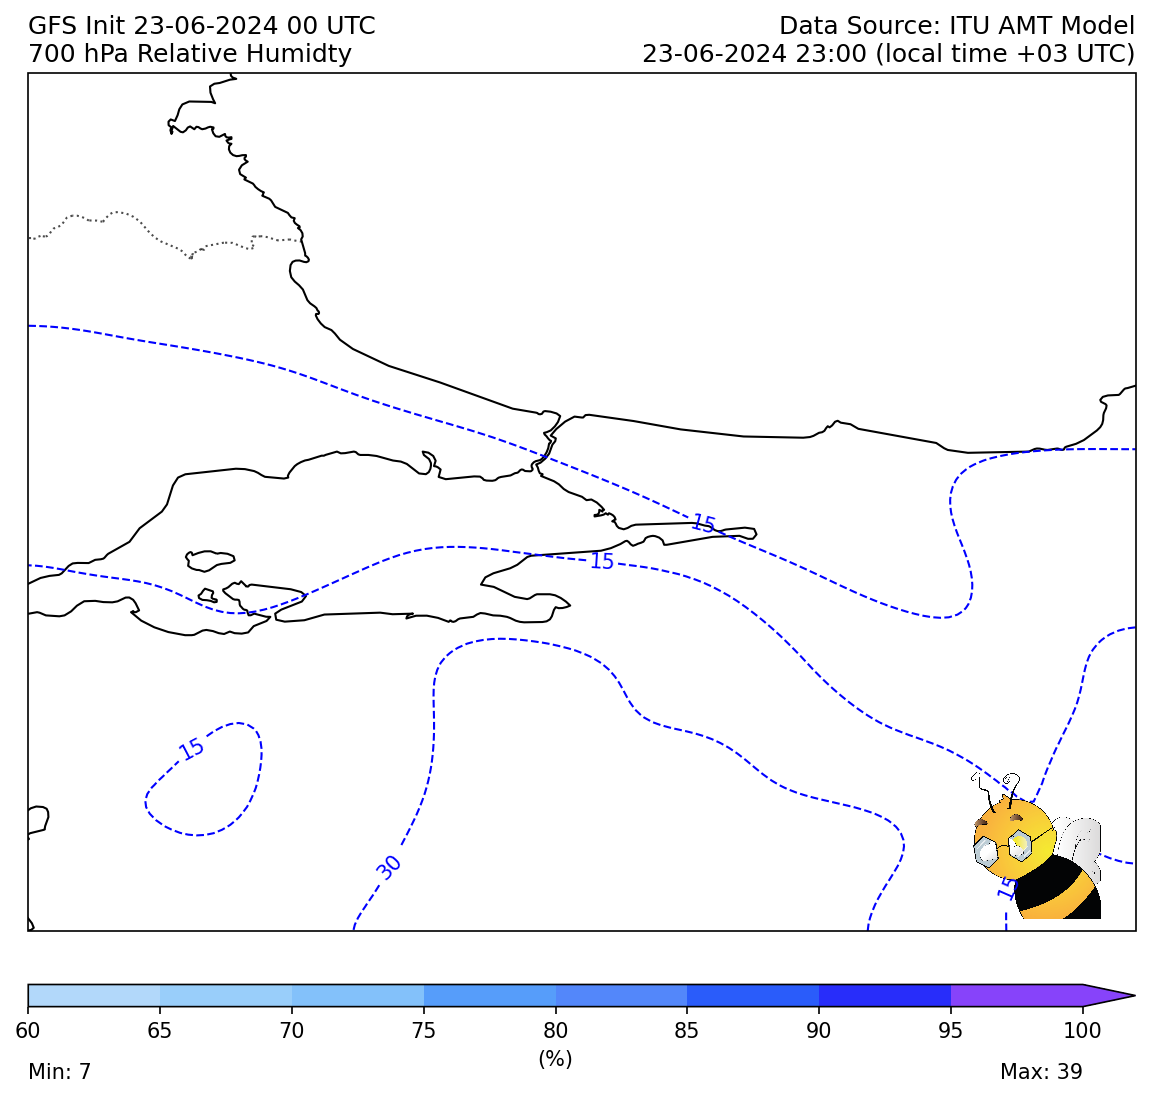 GFS Init 23-06-2024 00 UTC
Data Source: ITU AMT Model
700 hPa Relative Humidty
23-06-2024 23:00 (local time +03 UTC)
15
15
15
30
15
60 65 70 75 80 85 90 95 100
(%)
Min: 7
Max: 39